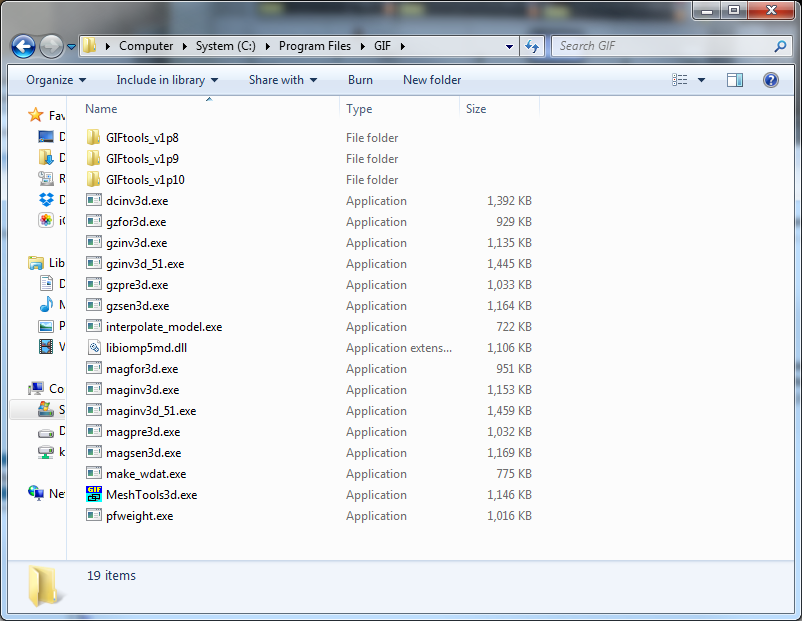 Computer ▸ System (C:) ▸ Program Files ▸ GIF ▸
Search GIF
Organize Include in library Share with Burn New folder
Name Type Size
Fav
D
D
R
D
iC
Lib
D
M
P
V
Co
S
D
k
Ne
GIFtools_v1p8 File folder
GIFtools_v1p9 File folder
GIFtools_v1p10 File folder
dcinv3d.exe Application 1,392 KB
gzfor3d.exe Application 929 KB
gzinv3d.exe Application 1,135 KB
gzinv3d_51.exe Application 1,445 KB
gzpre3d.exe Application 1,033 KB
gzsen3d.exe Application 1,164 KB
interpolate_model.exe Application 722 KB
libiomp5md.dll Application extens... 1,106 KB
magfor3d.exe Application 951 KB
maginv3d.exe Application 1,153 KB
maginv3d_51.exe Application 1,459 KB
magpre3d.exe Application 1,032 KB
magsen3d.exe Application 1,169 KB
make_wdat.exe Application 775 KB
GIF MeshTools3d.exe Application 1,146 KB
pfweight.exe Application 1,016 KB
19 items